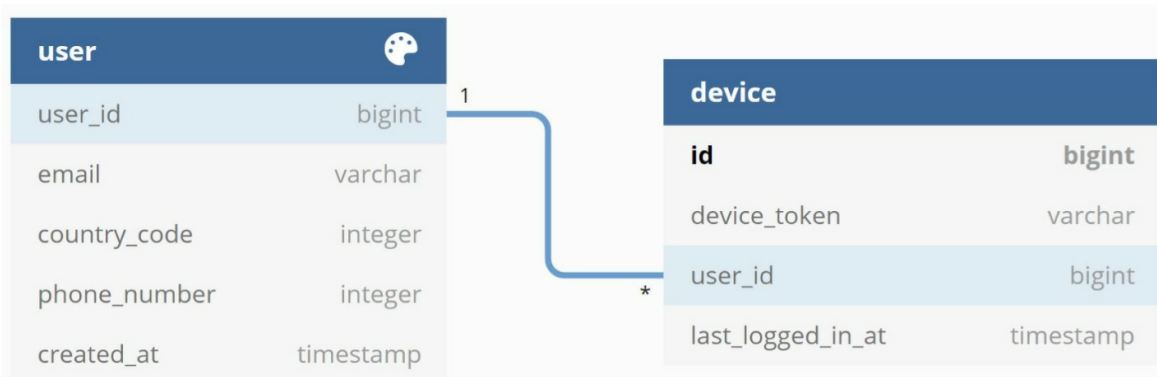 user
user_id bigint
email varchar
country_code integer
phone_number integer
created_at timestamp
1
*
device
id bigint
device_token varchar
user_id bigint
last_logged_in_at timestamp